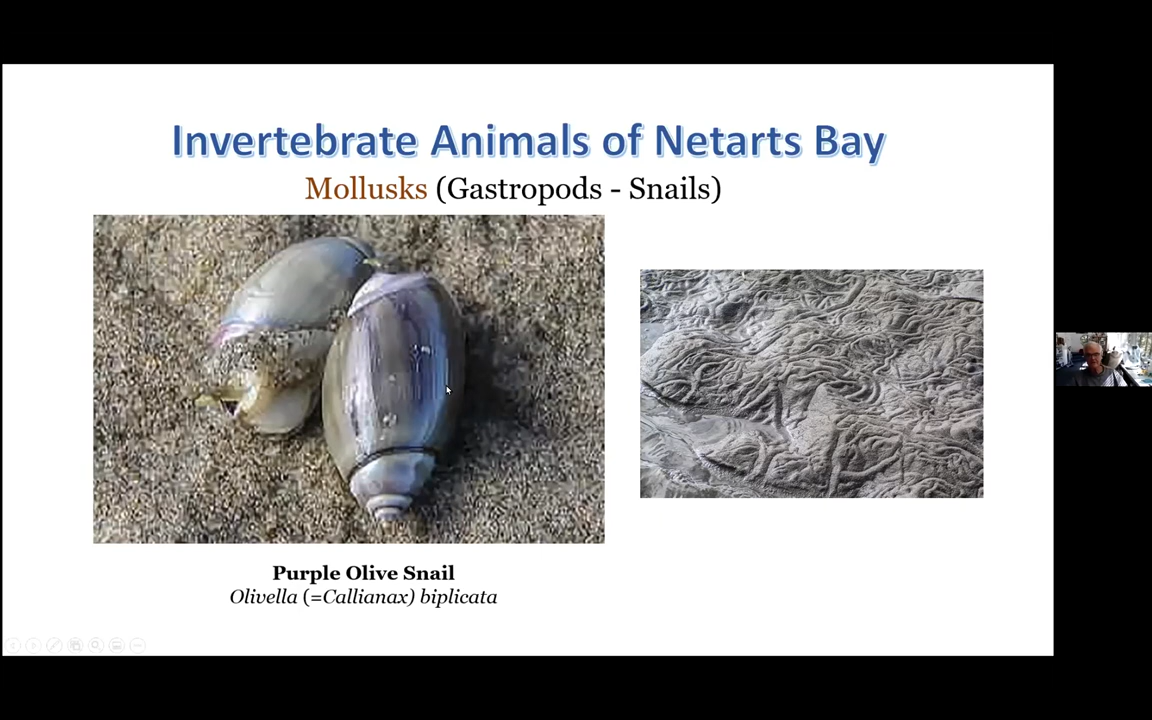 Invertebrate Animals of Netarts Bay
Mollusks (Gastropods - Snails)
Purple Olive Snail
Olivella (=Callianax) biplicata